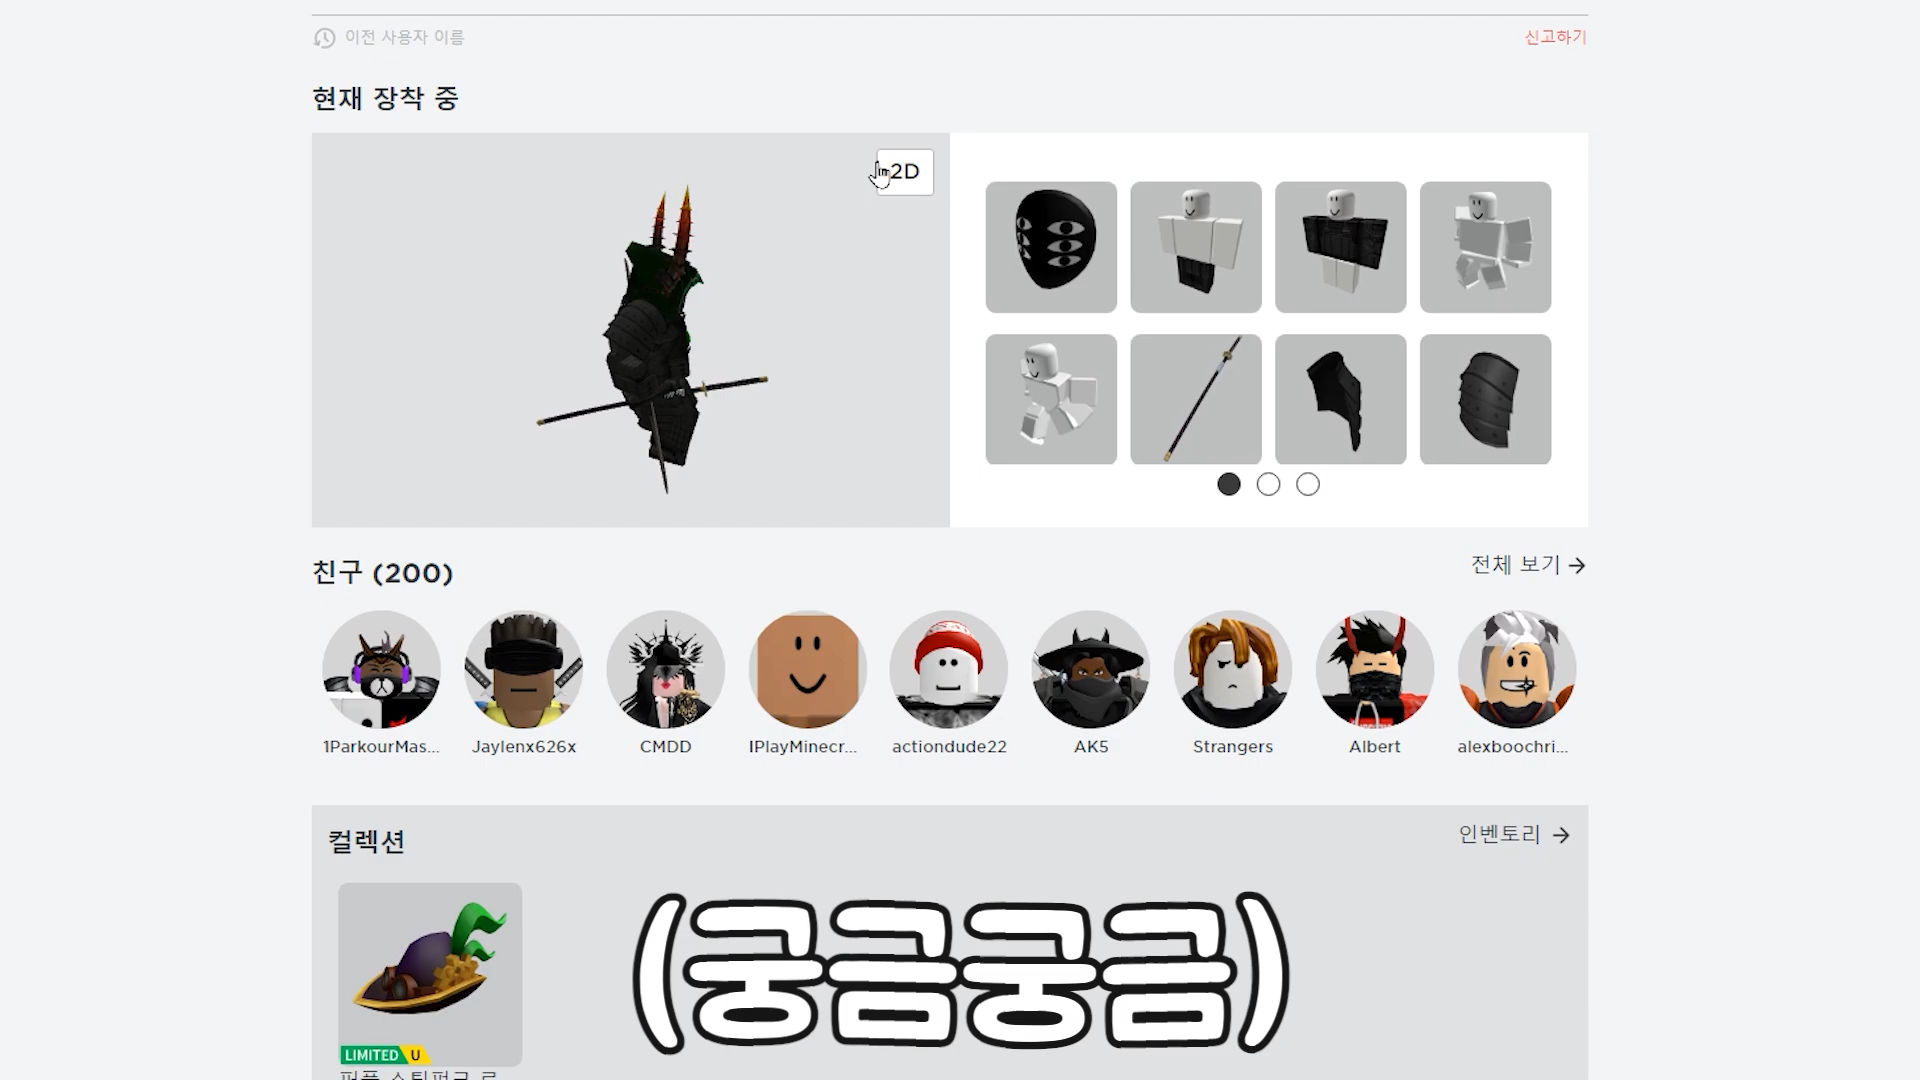 이전 사용자 이름
신고하기
현재 장착 중
2D
친구 (200)
전체 보기
1ParkourMas...
Jaylenx626x
CMDD
IPlayMinecr...
actiondude22
AK5
Strangers
Albert
alexboochri...
컬렉션
인벤토리
(궁금궁금)
LIMITED U